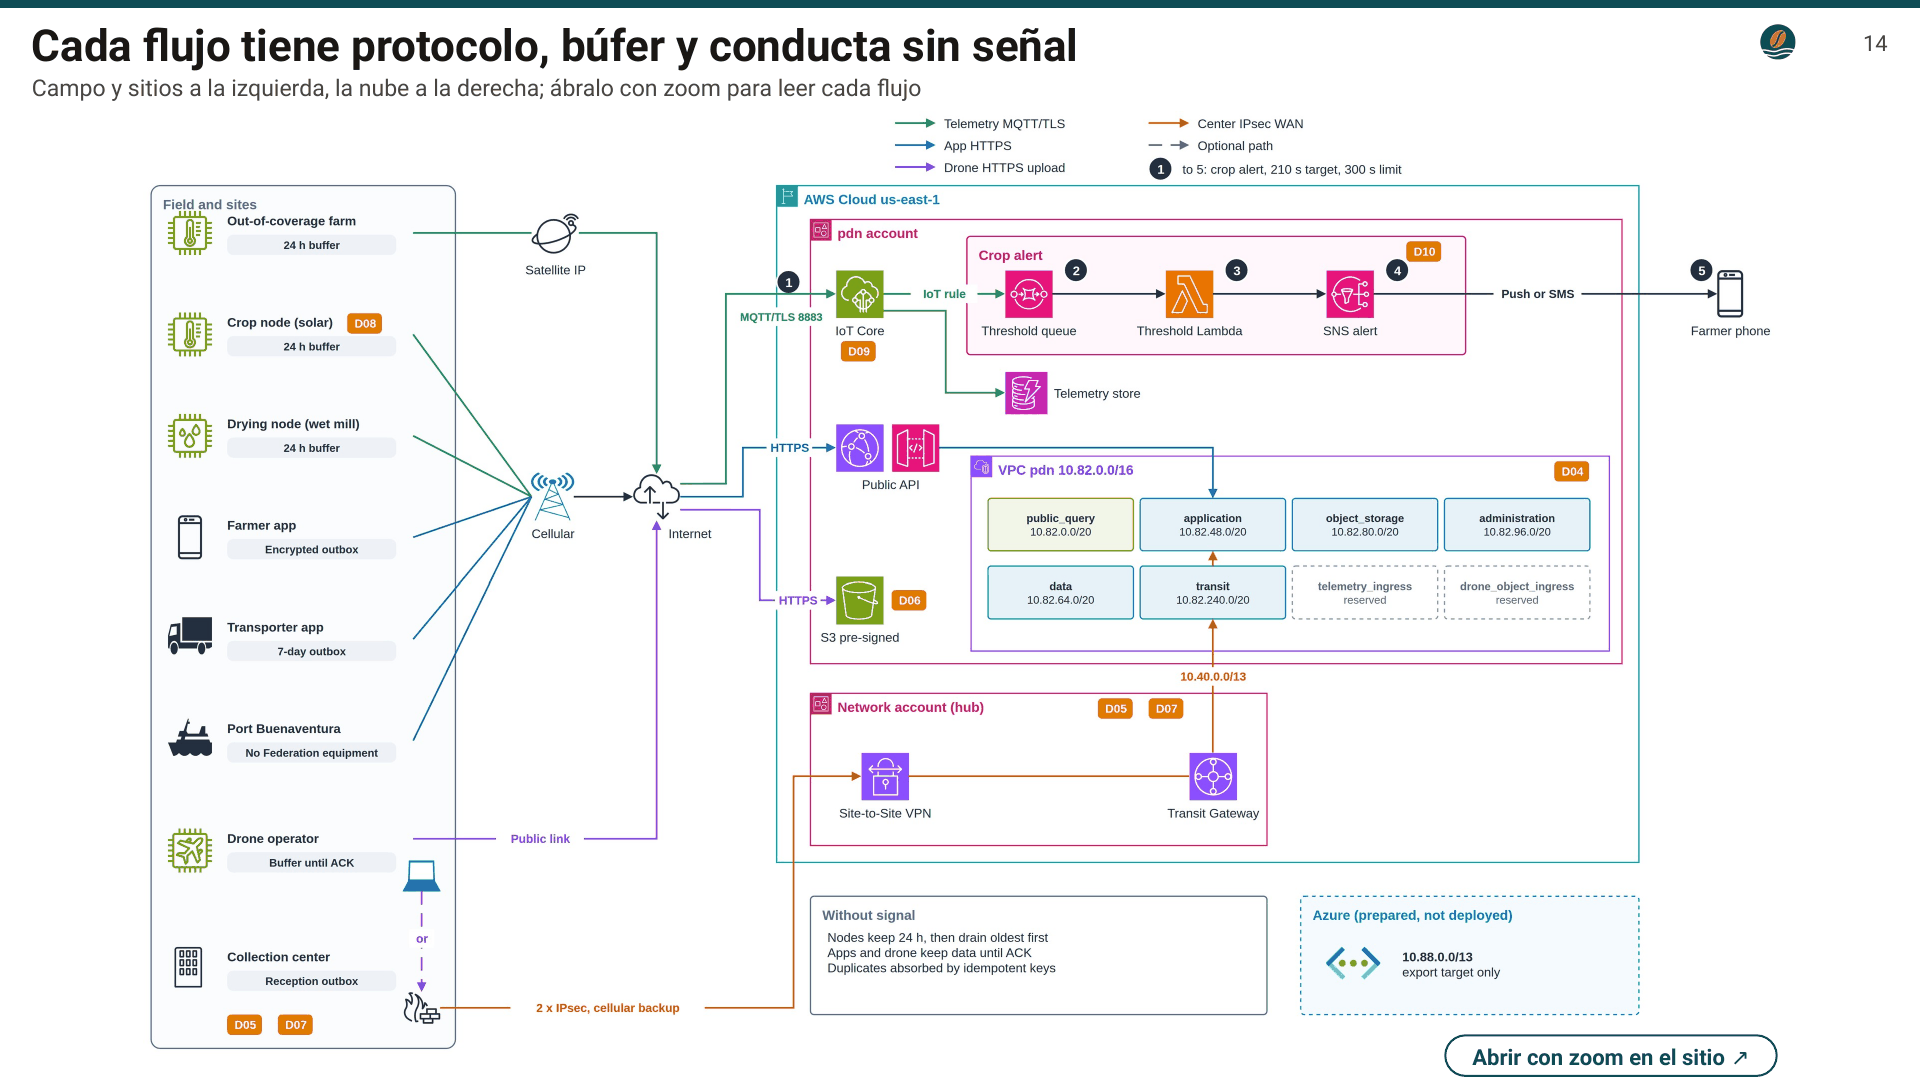 Cada flujo tiene protocolo, búfer y conducta sin señal
14
Campo y sitios a la izquierda, la nube a la derecha; ábralo con zoom para leer cada flujo
Telemetry MQTT/TLS
App HTTPS
Drone HTTPS upload
Center IPsec WAN
Optional path
1 to 5: crop alert, 210 s target, 300 s limit
Field and sites
Out-of-coverage farm
24 h buffer
Crop node (solar)
D08
24 h buffer
Drying node (wet mill)
24 h buffer
Farmer app
Encrypted outbox
Transporter app
7-day outbox
Port Buenaventura
No Federation equipment
Drone operator
Buffer until ACK
or
Collection center
Reception outbox
D05
D07
Satellite IP
Cellular
Internet
Public link
2 x IPsec, cellular backup
AWS Cloud us-east-1
pdn account
1
MQTT/TLS 8883
IoT Core
D09
IoT rule
Crop alert
D10
2
Threshold queue
3
Threshold Lambda
4
SNS alert
Push or SMS
5
Farmer phone
Telemetry store
HTTPS
Public API
HTTPS
S3 pre-signed
D06
VPC pdn 10.82.0.0/16
D04
public_query
10.82.0.0/20
application
10.82.48.0/20
object_storage
10.82.80.0/20
administration
10.82.96.0/20
data
10.82.64.0/20
transit
10.82.240.0/20
telemetry_ingress
reserved
drone_object_ingress
reserved
10.40.0.0/13
Network account (hub)
D05
D07
Site-to-Site VPN
Transit Gateway
Without signal
Nodes keep 24 h, then drain oldest first
Apps and drone keep data until ACK
Duplicates absorbed by idempotent keys
Azure (prepared, not deployed)
10.88.0.0/13
export target only
Abrir con zoom en el sitio ↗